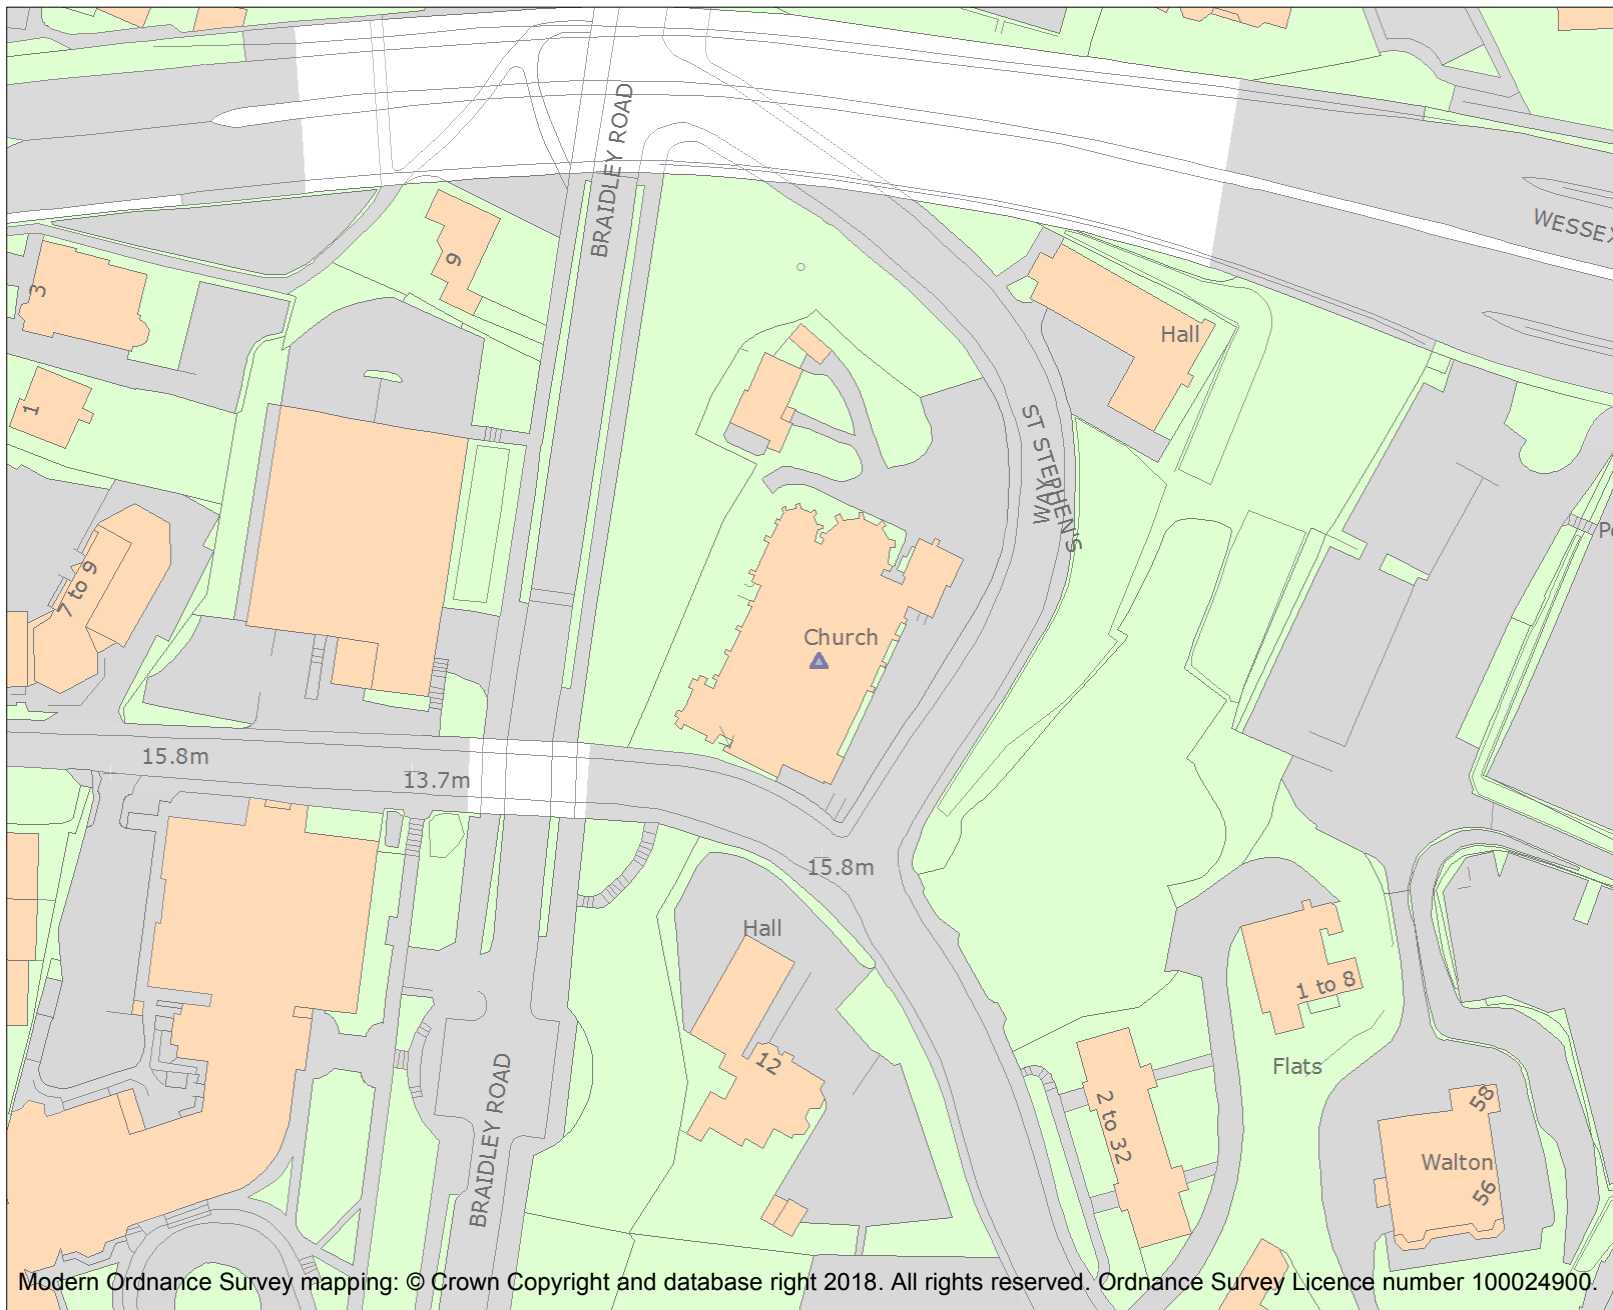 BRAIDLEY ROAD
WESSEX
9
3
Hall
1
ST STEPHEN'S
WAY
7 to 9
Church
15.8m
13.7m
15.8m
Hall
1 to 8
12
Flats
2 to 32
58
Walton
56
BRAIDLEY ROAD
Modern Ordnance Survey mapping: © Crown Copyright and database right 2018. All rights reserved. Ordnance Survey Licence number 100024900.